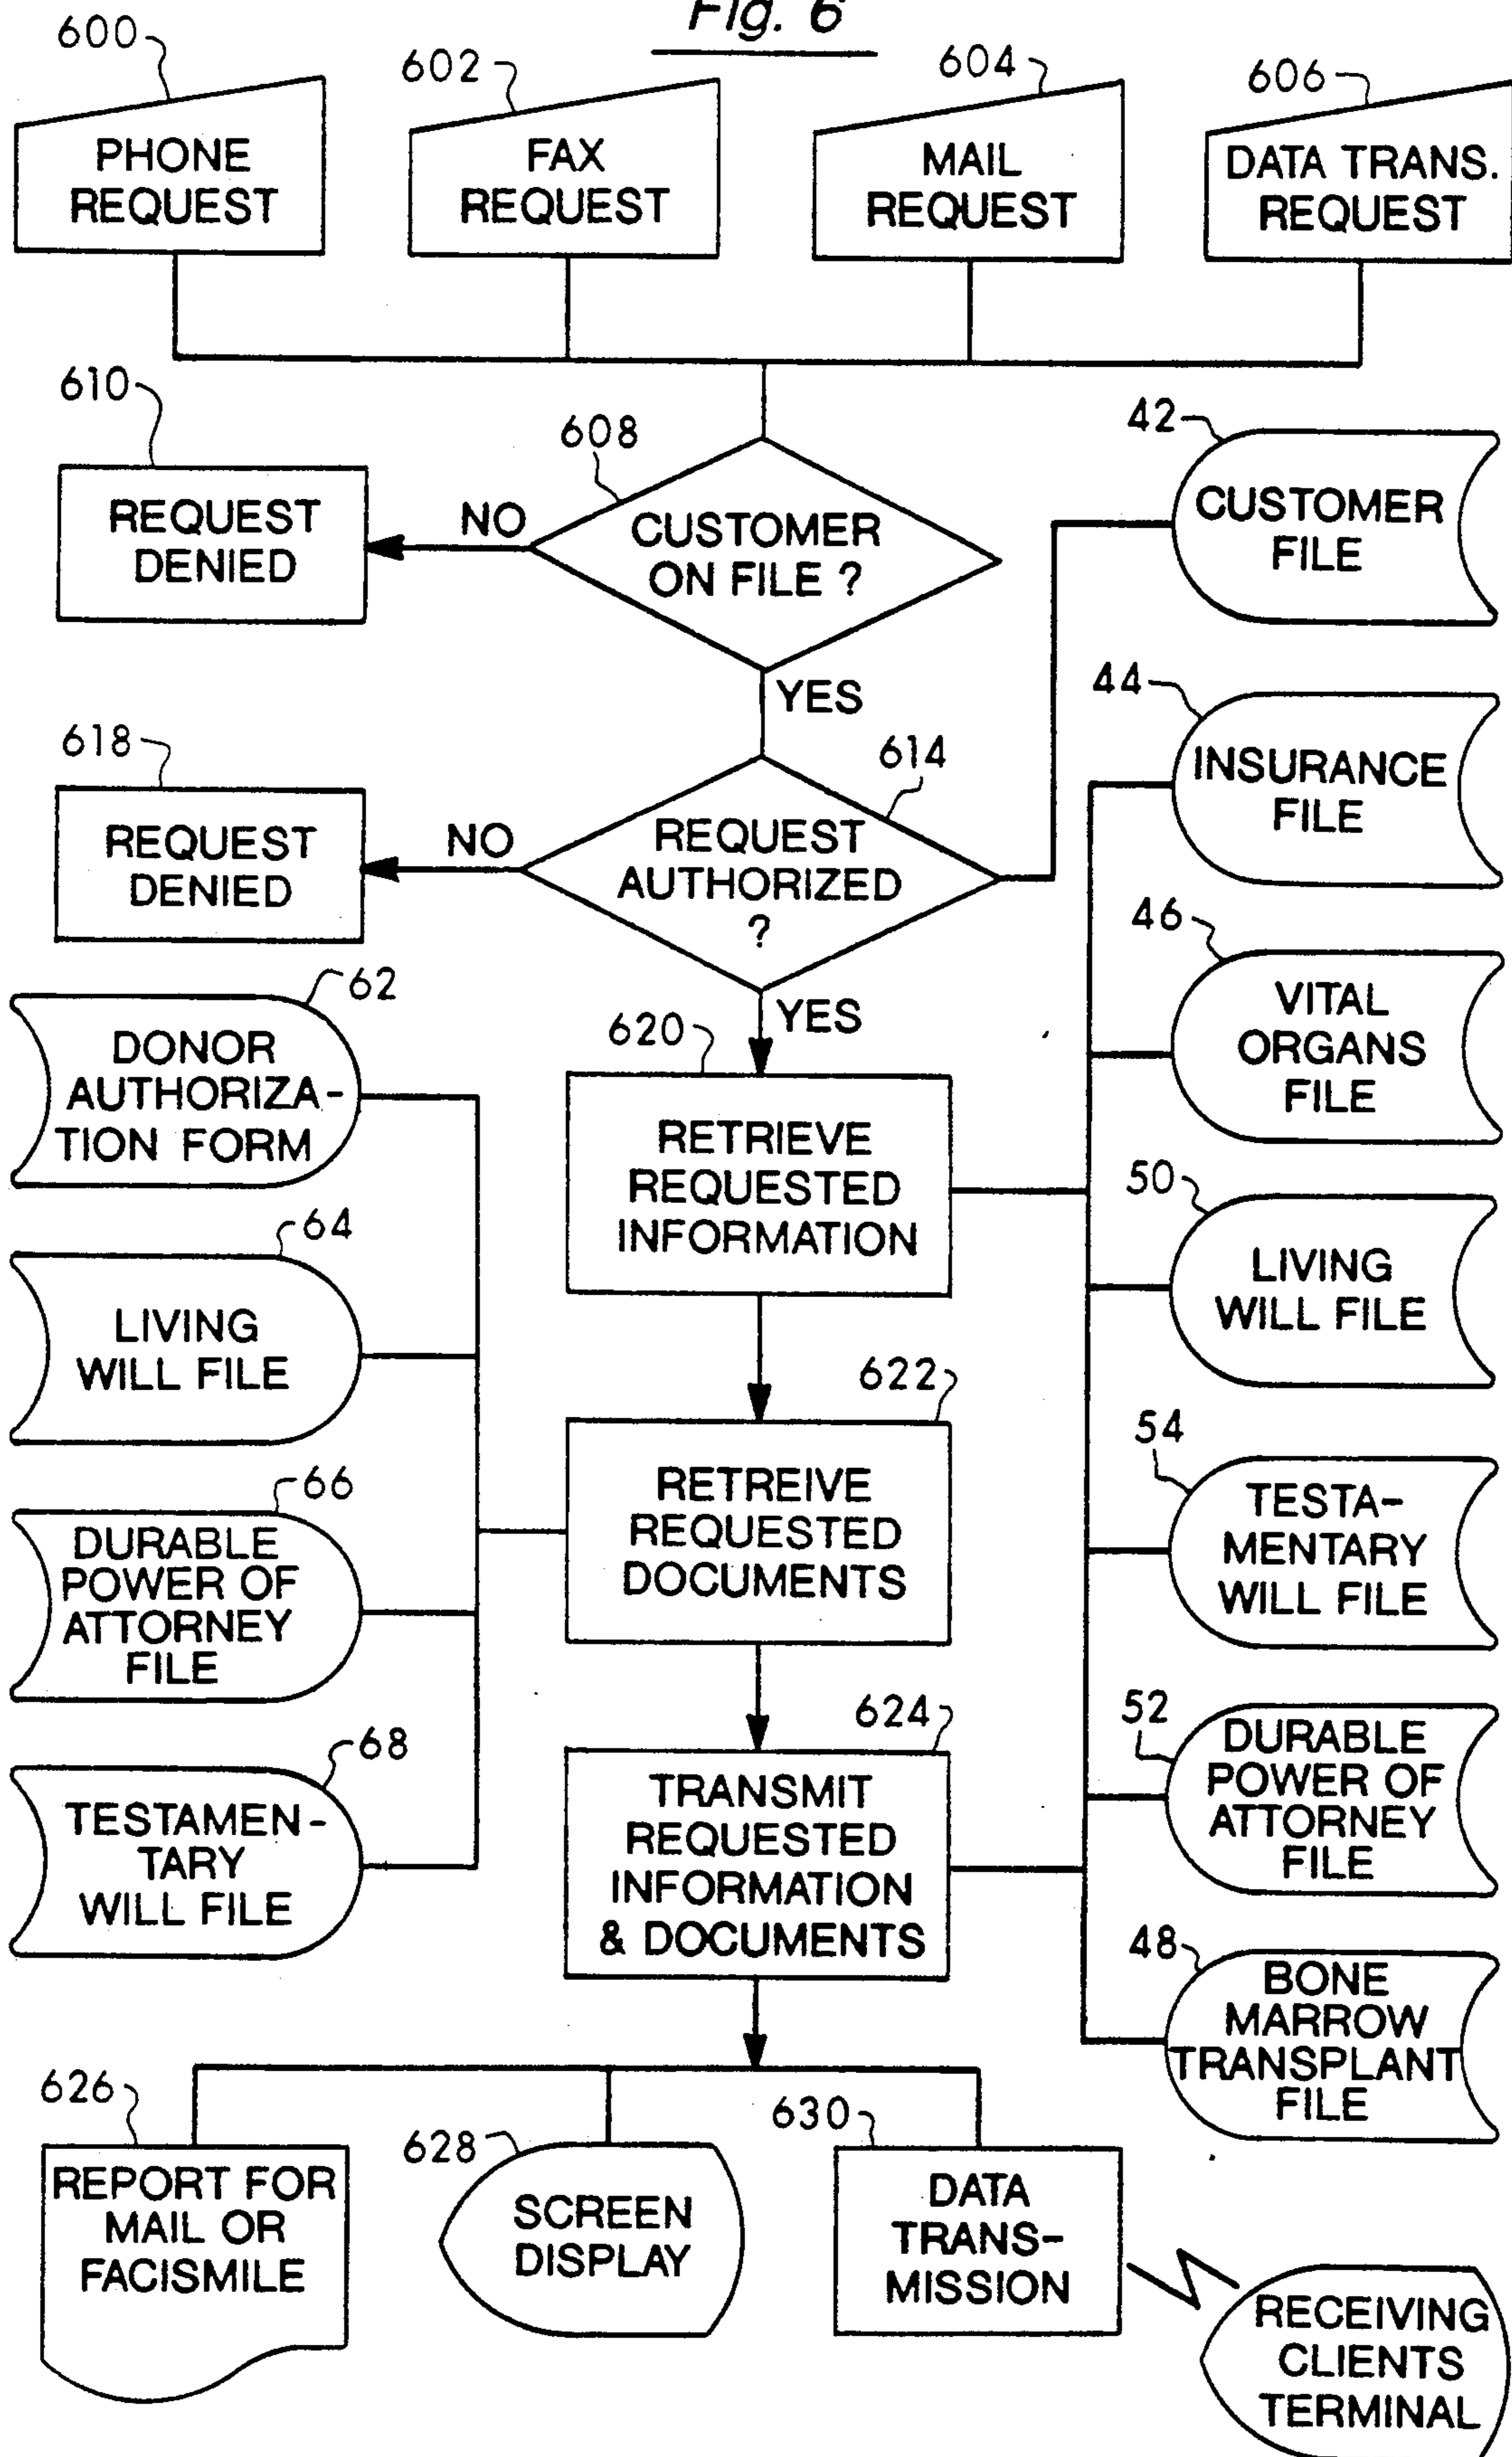 Fig. 6
600
602
604
606
PHONE
REQUEST
FAX
REQUEST
MAIL
REQUEST
DATA TRANS.
REQUEST
610
REQUEST
DENIED
NO
608
CUSTOMER
ON FILE ?
YES
42
CUSTOMER
FILE
618
REQUEST
DENIED
NO
614
REQUEST
AUTHORIZED
?
YES
44
INSURANCE
FILE
46
VITAL
ORGANS
FILE
62
DONOR
AUTHORIZA-
TION FORM
620
RETRIEVE
REQUESTED
INFORMATION
50
LIVING
WILL FILE
64
LIVING
WILL FILE
622
RETREIVE
REQUESTED
DOCUMENTS
54
TESTA-
MENTARY
WILL FILE
66
DURABLE
POWER OF
ATTORNEY
FILE
624
TRANSMIT
REQUESTED
INFORMATION
& DOCUMENTS
52
DURABLE
POWER OF
ATTORNEY
FILE
68
TESTAMEN-
TARY
WILL FILE
48
BONE
MARROW
TRANSPLANT
FILE
626
REPORT FOR
MAIL OR
FACISMILE
628
SCREEN
DISPLAY
630
DATA
TRANS-
MISSION
RECEIVING
CLIENTS
TERMINAL